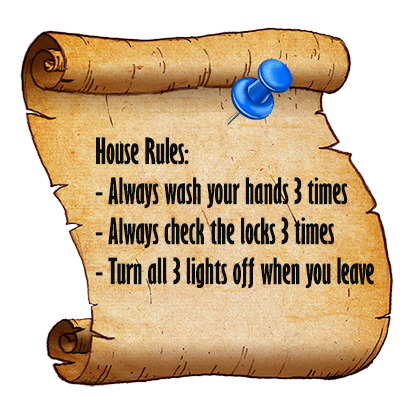 House Rules:
- Always wash your hands 3 times
- Always check the locks 3 times
- Turn all 3 lights off when you leave